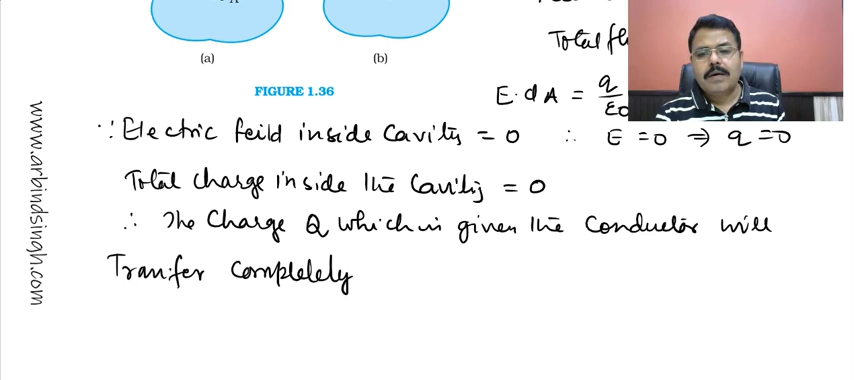 A
(a)
(b)
Total fl
FIGURE 1.36
E · dA = q/ε0
∵ Electric feild inside Cavity = 0 ∴ E = 0 ⇒ q = 0
Total charge inside the Cavity = 0
∴ The Charge Q which is given the Conductor will
Tranifer completely
www.arbindsingh.com